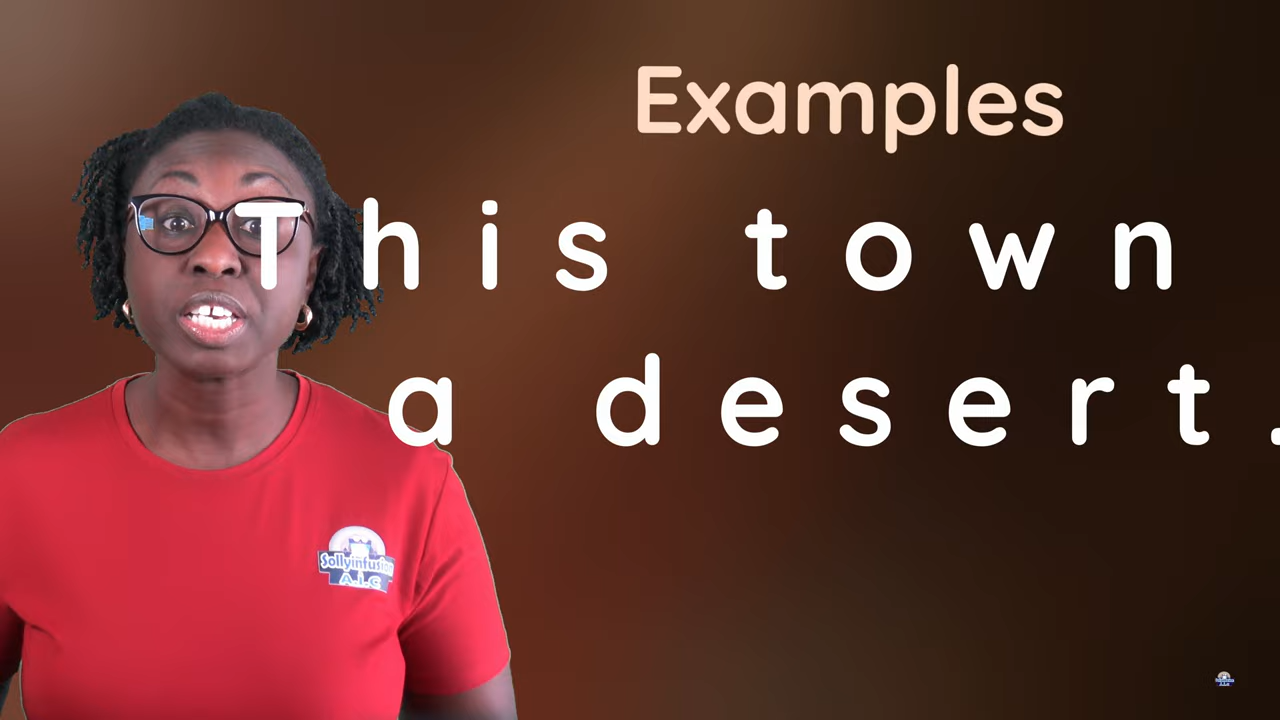 Examples
This town
a desert.
Sollyinfusion
A.I.C